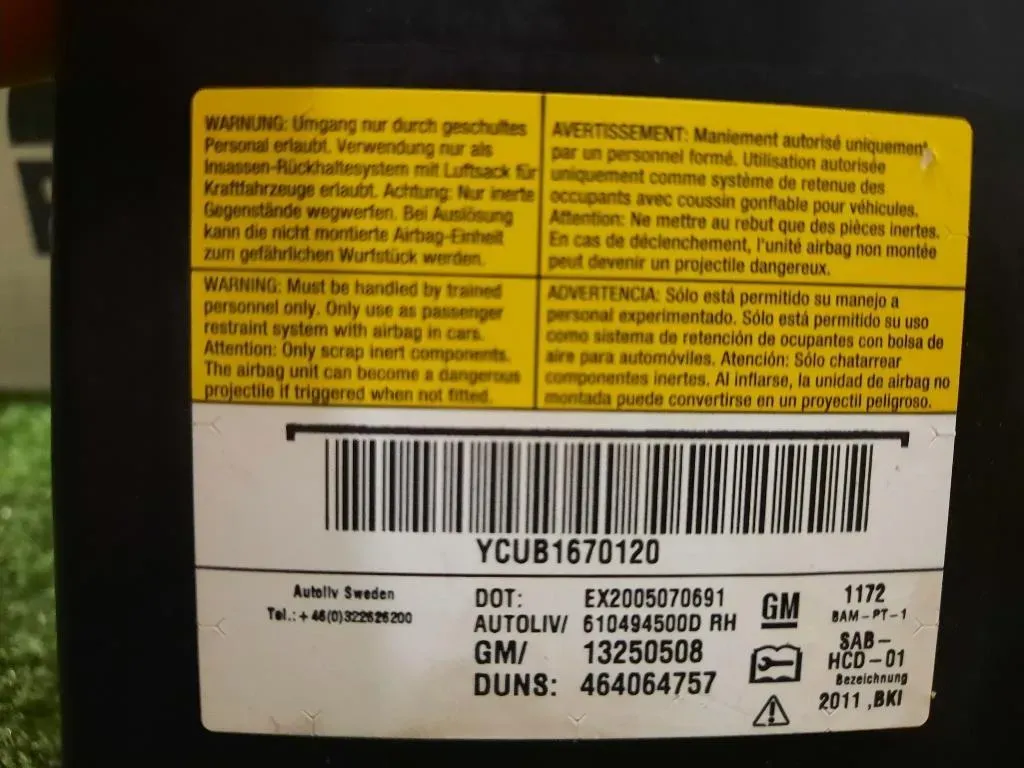 WARNUNG: Umgang nur durch geschultes
Personal erlaubt. Verwendung nur als
Insassen-Rückhaltesystem mit Luftsack für
Kraftfahrzeuge erlaubt. Achtung: Nur inerte
Gegenstände wegwerfen. Bei Auslösung
kann die nicht montierte Airbag-Einheit
zum gefährlichen Wurfstück werden.
AVERTISSEMENT: Maniement autorisé uniquement
par un personnel formé. Utilisation autorisée
uniquement comme système de retenue des
occupants avec coussin gonflable pour véhicules.
Attention: Ne mettre au rebut que des pièces inertes.
En cas de déclenchement, l'unité airbag non montée
peut devenir un projectile dangereux.
WARNING: Must be handled by trained
personnel only. Only use as passenger
restraint system with airbag in cars.
Attention: Only scrap inert components.
The airbag unit can become a dangerous
projectile if triggered when not fitted.
ADVERTENCIA: Sólo está permitido su manejo a
personal experimentado. Sólo está permitido su uso
como sistema de retención de ocupantes con bolsa de
aire para automóviles. Atención: Sólo chatarrear
componentes inertes. Al inflarse, la unidad de airbag no
montada puede convertirse en un proyectil peligroso.
YCUB1670120
Autoliv Sweden
Tel.: +46(0)322626200
DOT: EX2005070691
AUTOLIV/ 610494500D RH
GM/ 13250508
DUNS: 464064757
GM
1172
BAM-PT-1
SAB-
HCD-01
Bezeichnung
2011 ,BKI